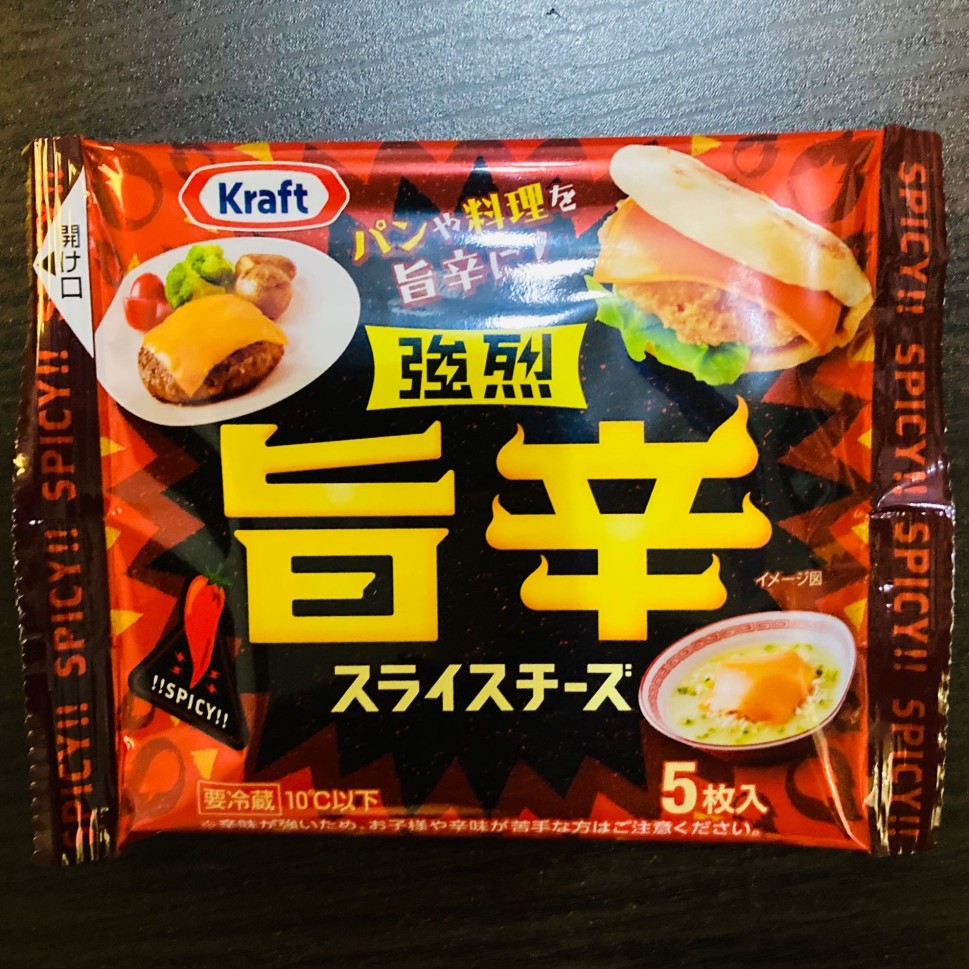 Kraft
パンや料理を
旨辛に！
開け口
強烈
旨辛
スライスチーズ
イメージ図
!!SPICY!!
5枚入
要冷蔵 10℃以下
※辛味が強いため、お子様や辛味が苦手な方はご注意ください。
SPICY!! SPICY!! SPICY!!
SPICY!! SPICY!! SPICY!! SPICY!!